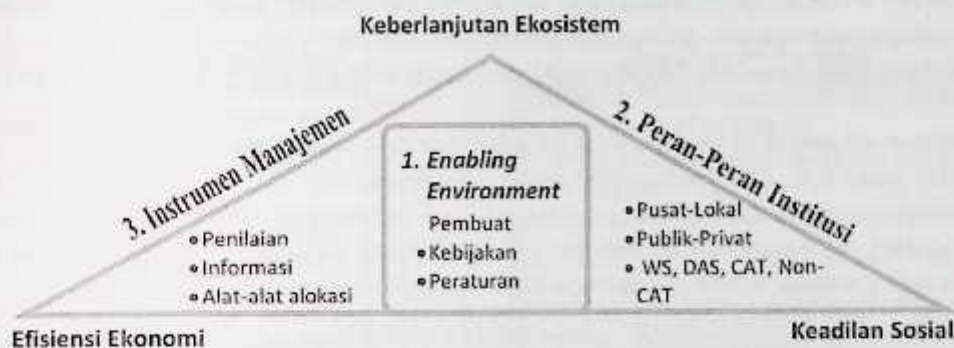 Keberlanjutan Ekosistem
3. Instrumen Manajemen
2. Peran-Peran Institusi
1. Enabling
Environment
Pembuat
• Kebijakan
• Peraturan
• Penilaian
• Informasi
• Alat-alat alokasi
• Pusat-Lokal
• Publik-Privat
• WS, DAS, CAT, Non-
CAT
Efisiensi Ekonomi
Keadilan Sosial